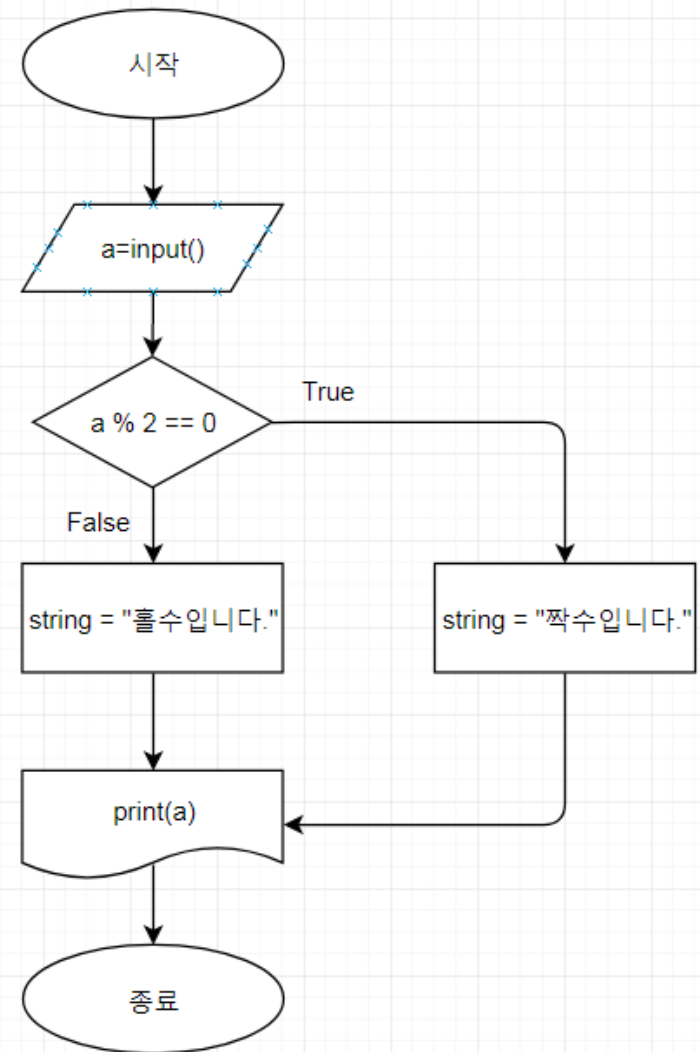 시작
a=input()
a % 2 == 0
True
False
string = "홀수입니다."
string = "짝수입니다."
print(a)
종료